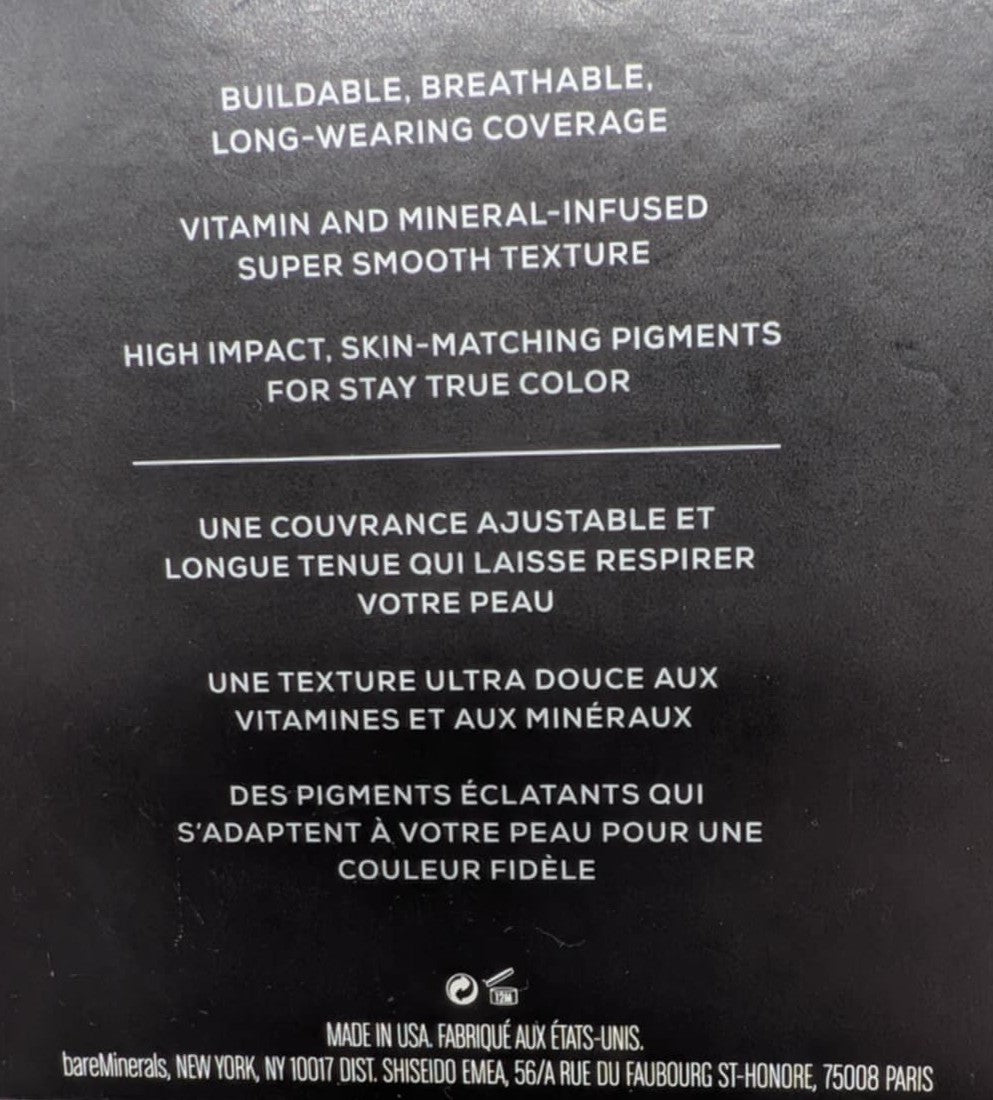 BUILDABLE, BREATHABLE,
LONG-WEARING COVERAGE
VITAMIN AND MINERAL-INFUSED
SUPER SMOOTH TEXTURE
HIGH IMPACT, SKIN-MATCHING PIGMENTS
FOR STAY TRUE COLOR
UNE COUVRANCE AJUSTABLE ET
LONGUE TENUE QUI LAISSE RESPIRER
VOTRE PEAU
UNE TEXTURE ULTRA DOUCE AUX
VITAMINES ET AUX MINÉRAUX
DES PIGMENTS ÉCLATANTS QUI
S'ADAPTENT À VOTRE PEAU POUR UNE
COULEUR FIDÈLE
12M
MADE IN USA. FABRIQUÉ AUX ÉTATS-UNIS.
bareMinerals, NEW YORK, NY 10017 DIST. SHISEIDO EMEA, 56/A RUE DU FAUBOURG ST-HONORE, 75008 PARIS